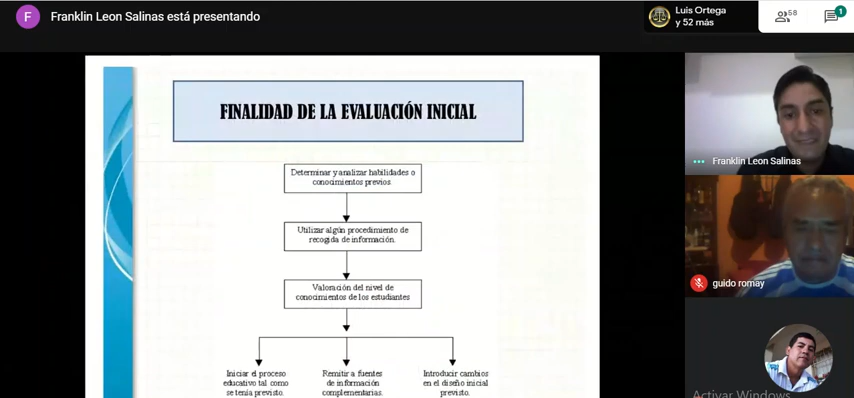 F Franklin Leon Salinas está presentando
Luis Ortega
y 52 más
58
1
FINALIDAD DE LA EVALUACIÓN INICIAL
Determinar y analizar habilidades o
conocimientos previos.
Utilizar algún procedimiento de
recogida de información.
Valoración del nivel de
conocimientos de los estudiantes
Iniciar el proceso
educativo tal como
se tenía previsto.
Remitir a fuentes
de información
complementarias.
Introducir cambios
en el diseño inicial
previsto.
Franklin Leon Salinas
guido romay
Activar Windows